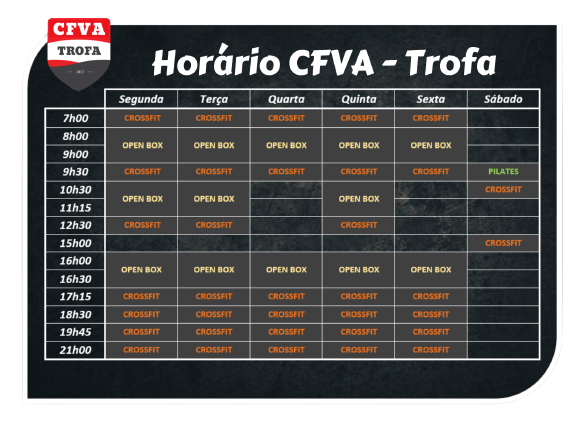 CFVA
TROFA
Horário CFVA - Trofa
Segunda Terça Quarta Quinta Sexta Sábado
7h00 CROSSFIT CROSSFIT CROSSFIT CROSSFIT CROSSFIT
8h00
OPEN BOX OPEN BOX OPEN BOX OPEN BOX OPEN BOX
9h00
9h30 CROSSFIT CROSSFIT CROSSFIT CROSSFIT CROSSFIT PILATES
10h30 CROSSFIT
OPEN BOX OPEN BOX OPEN BOX
11h15
12h30 CROSSFIT CROSSFIT CROSSFIT
15h00 CROSSFIT
16h00
OPEN BOX OPEN BOX OPEN BOX OPEN BOX OPEN BOX
16h30
17h15 CROSSFIT CROSSFIT CROSSFIT CROSSFIT CROSSFIT
18h30 CROSSFIT CROSSFIT CROSSFIT CROSSFIT CROSSFIT
19h45 CROSSFIT CROSSFIT CROSSFIT CROSSFIT CROSSFIT
21h00 CROSSFIT CROSSFIT CROSSFIT CROSSFIT CROSSFIT